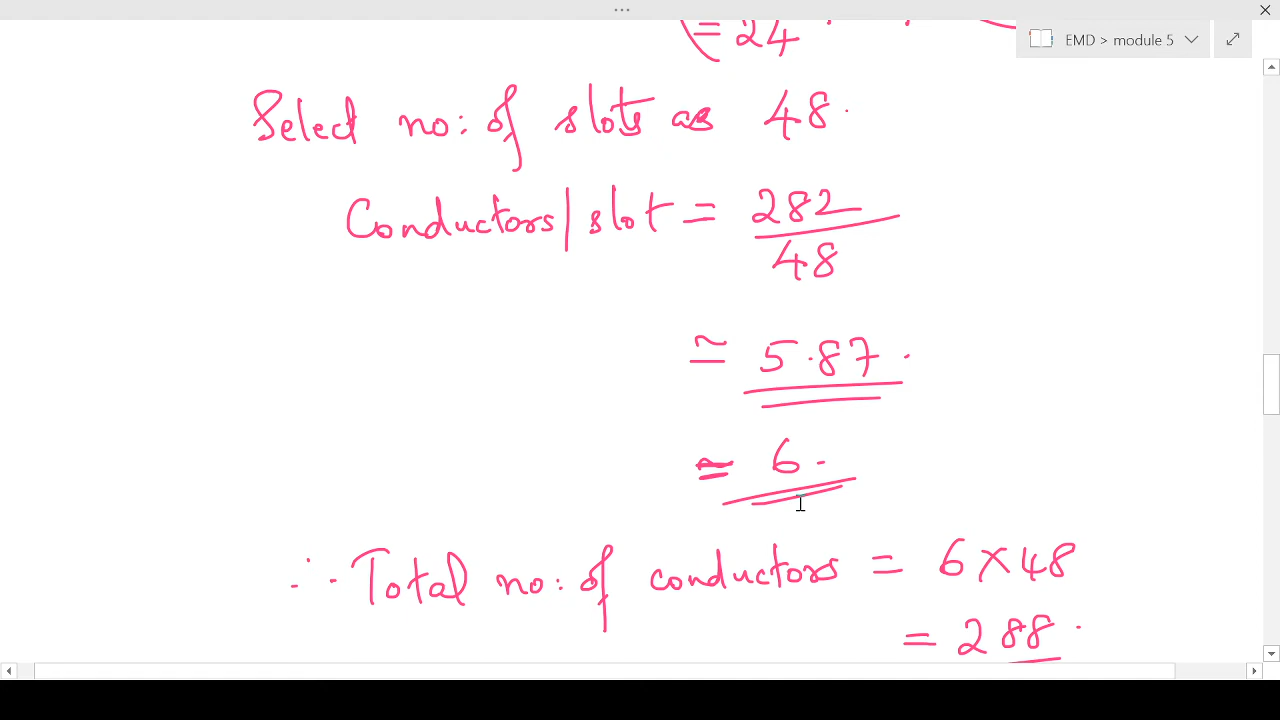 = 24
EMD > module 5
Select no: of slots as 48.
Conductors/slot = 282/48
≃ 5.87.
≃ 6.
∴ Total no: of conductors = 6×48
= 288.